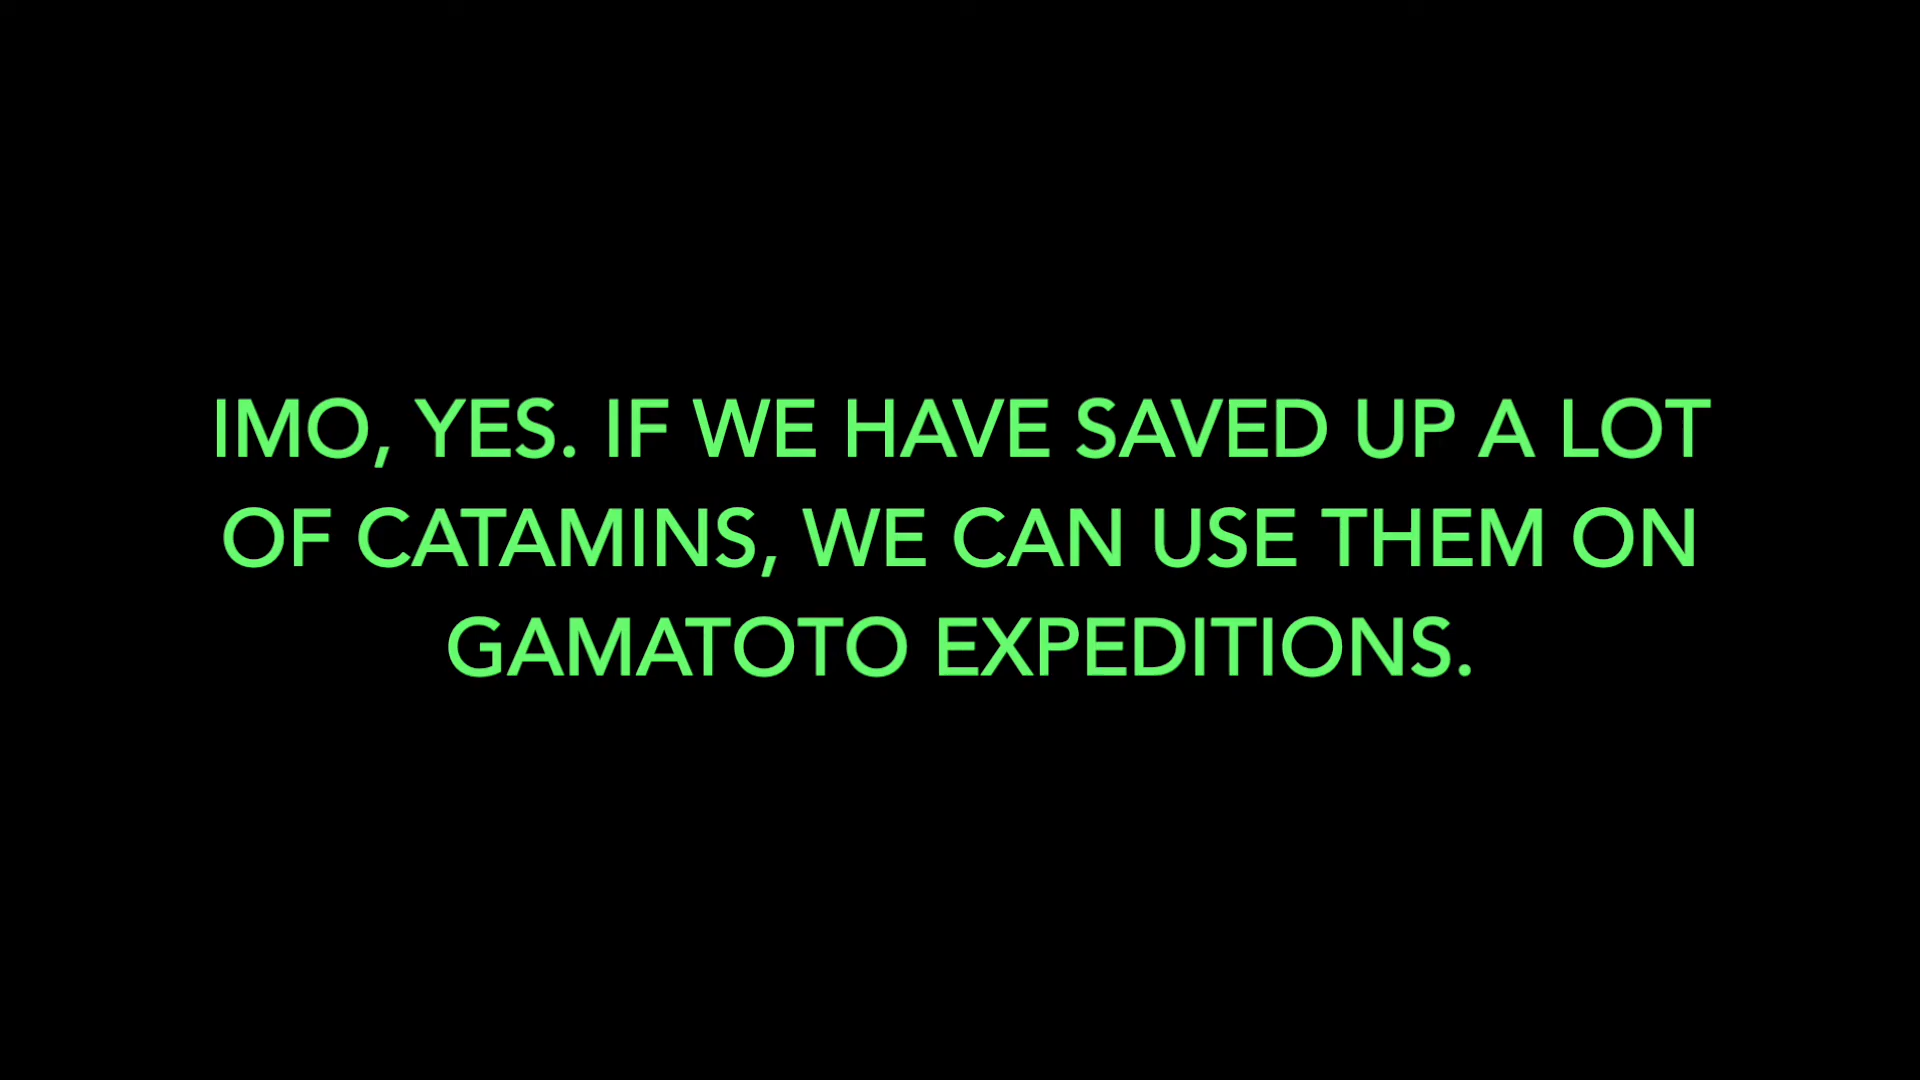 IMO, YES. IF WE HAVE SAVED UP A LOT
OF CATAMINS, WE CAN USE THEM ON
GAMATOTO EXPEDITIONS.